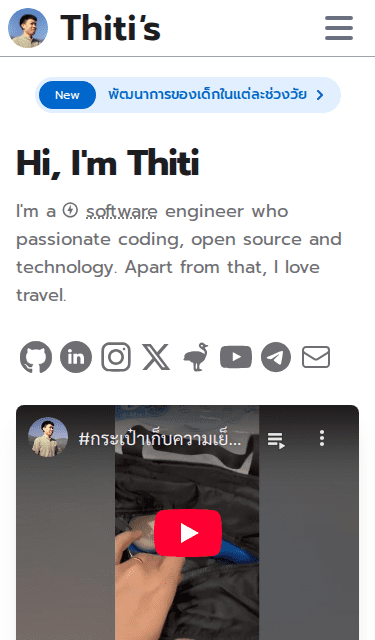 Thiti's
New พัฒนาการของเด็กในแต่ละช่วงวัย
Hi, I'm Thiti
I'm a software engineer who
passionate coding, open source and
technology. Apart from that, I love
travel.
#กระเป๋าเก็บความเย็...